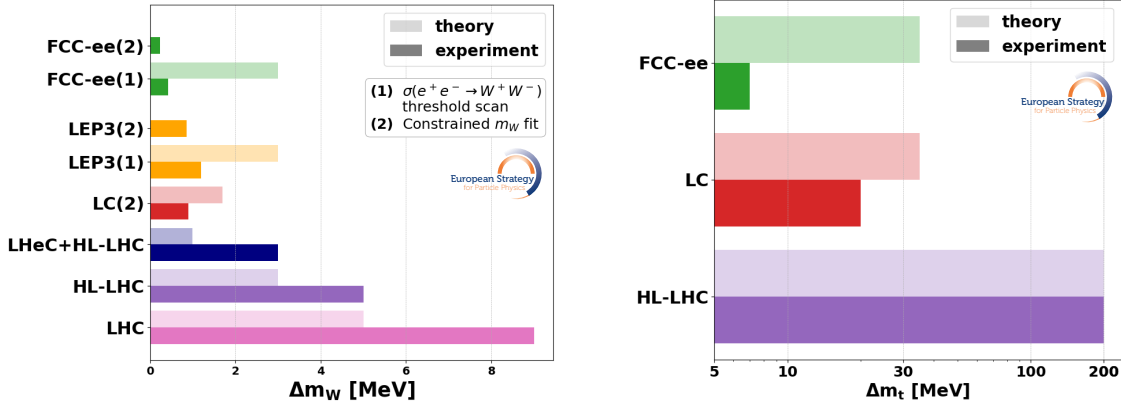 theory
experiment
FCC-ee(2)
FCC-ee(1)
(1) σ(e⁺e⁻ → W⁺W⁻)
threshold scan
(2) Constrained m_W fit
LEP3(2)
LEP3(1)
European Strategy
for Particle Physics
LC(2)
LHeC+HL-LHC
HL-LHC
LHC
0 2 4 6 8
Δm_W [MeV]
theory
experiment
FCC-ee
European Strategy
for Particle Physics
LC
HL-LHC
5 10 30 100 200
Δm_t [MeV]